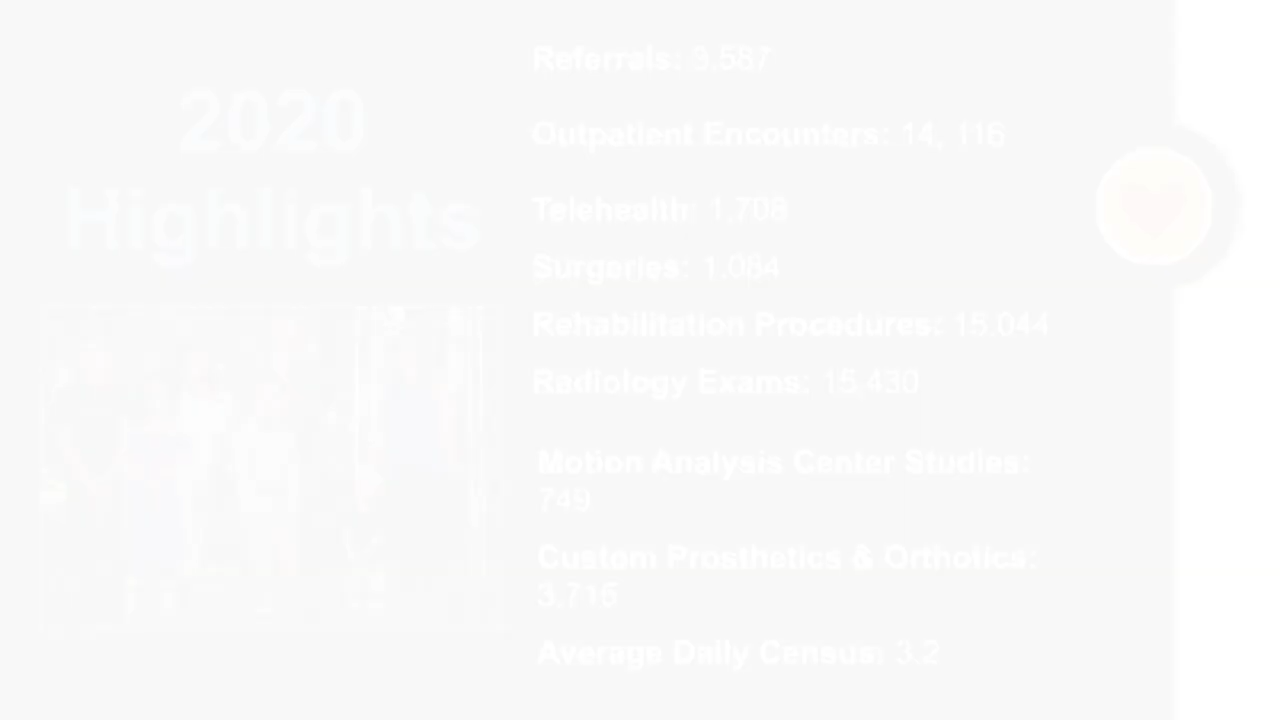 2020
Highlights
Referrals: 9.587
Outpatient Encounters: 14, 116
Telehealth: 1.708
Surgeries: 1.084
Rehabilitation Procedures: 15.044
Radiology Exams: 15.430
Motion Analysis Center Studies:
749
Custom Prosthetics & Orthotics:
3.716
Average Daily Census: 3.2